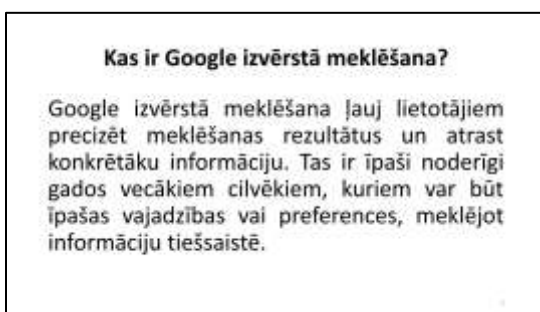 Kas ir Google izvērstā meklēšana?
Google izvērstā meklēšana ļauj lietotājiem
precizēt meklēšanas rezultātus un atrast
konkrētāku informāciju. Tas ir īpaši noderīgi
gados vecākiem cilvēkiem, kuriem var būt
īpašas vajadzības vai preferences, meklējot
informāciju tiešsaistē.